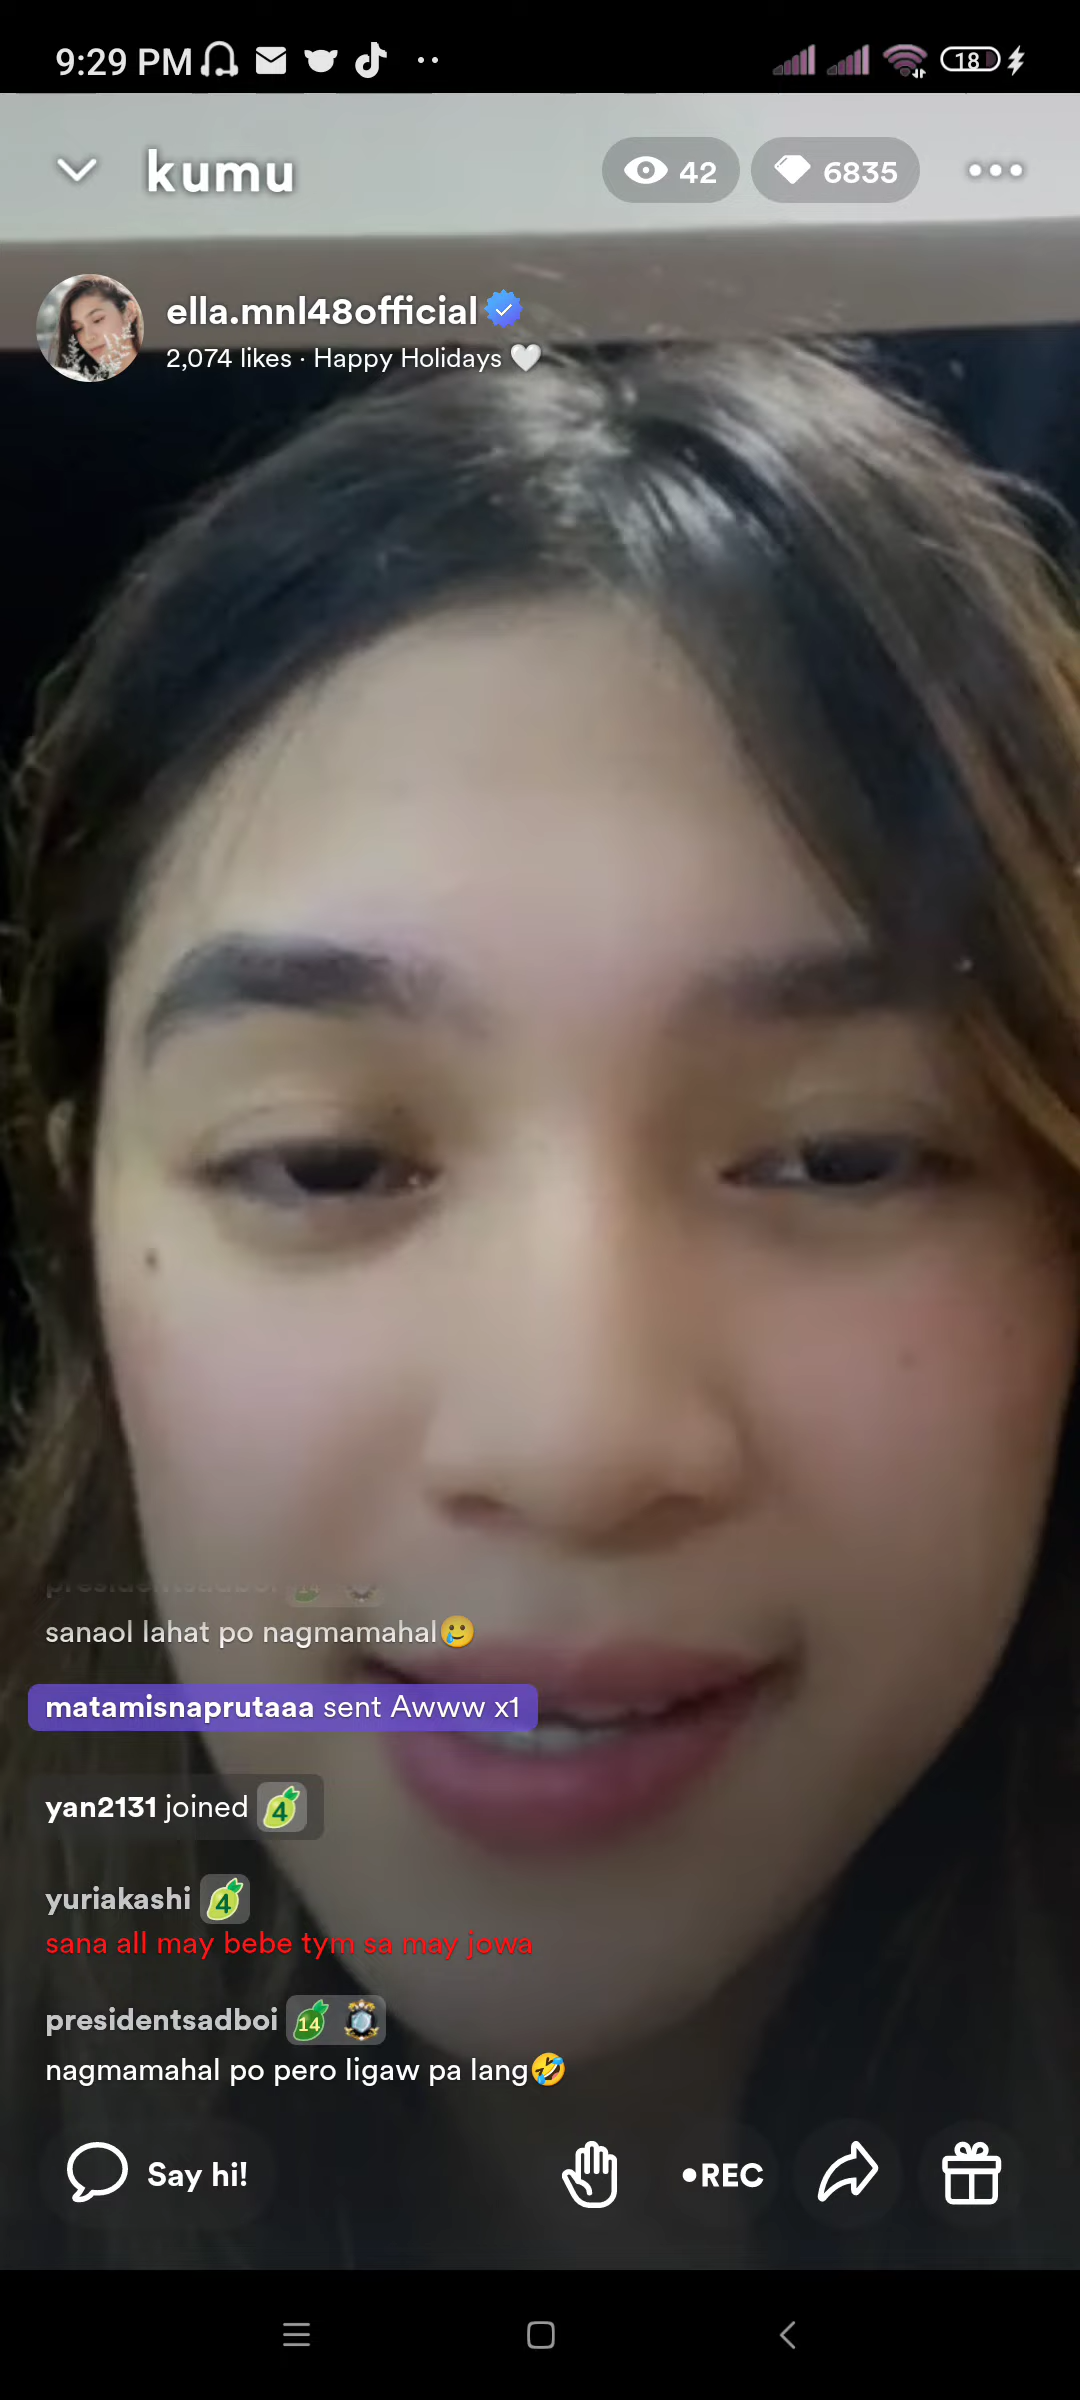 9:29 PM
18
kumu
42
6835
ella.mnl48official
2,074 likes · Happy Holidays 🤍
presidentsadboi 14
sanaol lahat po nagmamahal🥲
matamisnaprutaaa sent Awww x1
yan2131 joined 4
yuriakashi 4
sana all may bebe tym sa may jowa
presidentsadboi 14
nagmamahal po pero ligaw pa lang🤣
Say hi!
•REC